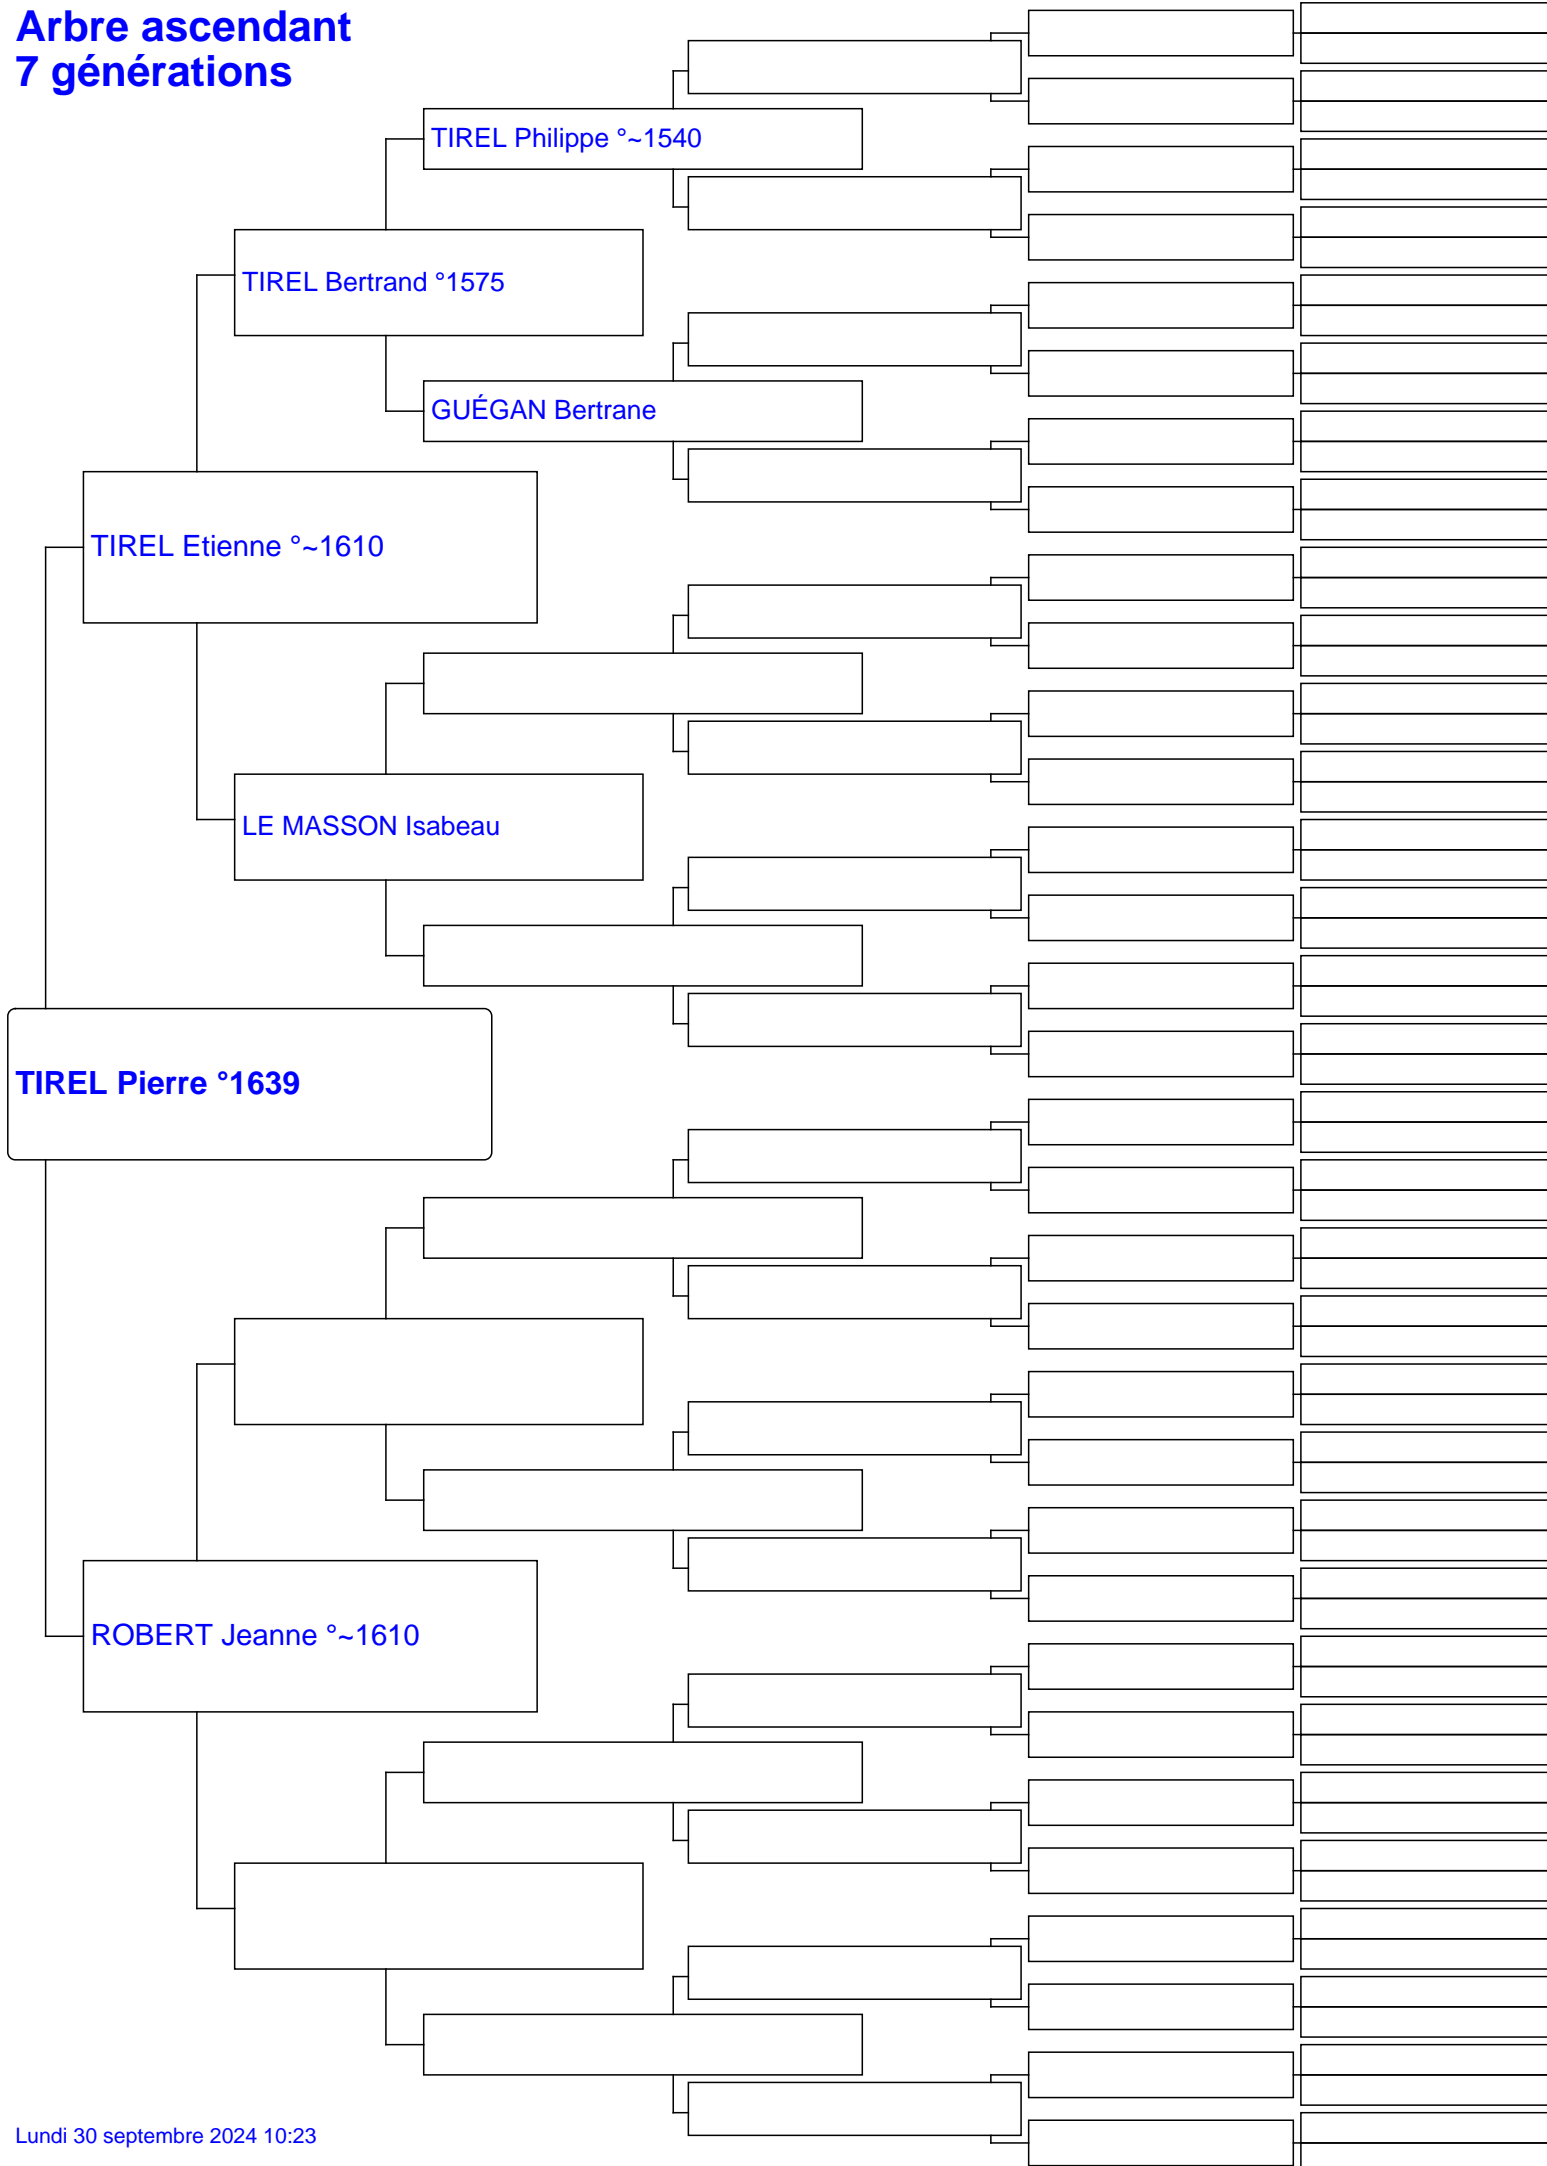 Arbre ascendant
7 générations
TIREL Philippe °~1540
TIREL Bertrand °1575
GUÉGAN Bertrane
TIREL Etienne °~1610
LE MASSON Isabeau
TIREL Pierre °1639
ROBERT Jeanne °~1610
Lundi 30 septembre 2024 10:23